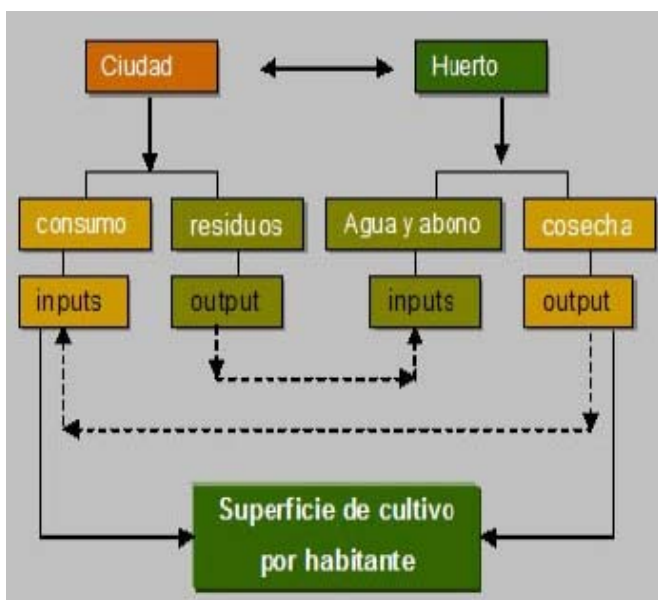 Ciudad
Huerto
consumo
residuos
Agua y abono
cosecha
inputs
output
inputs
output
Superficie de cultivo
por habitante